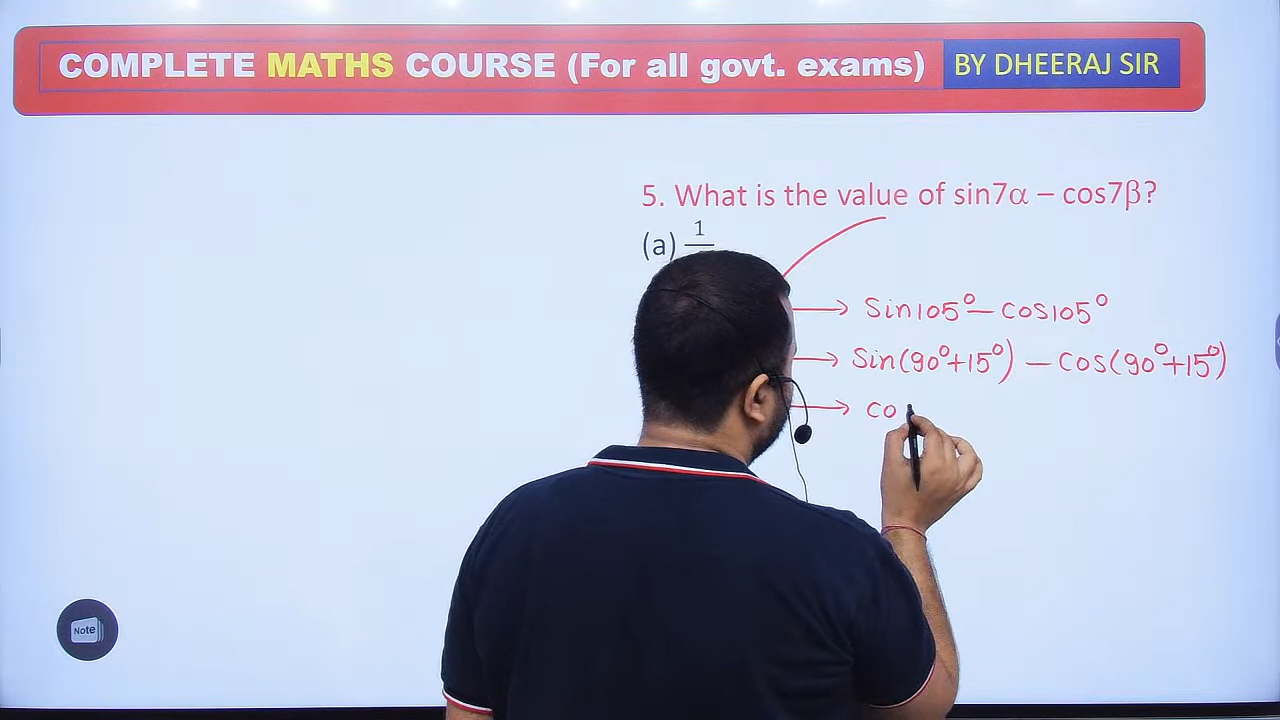 COMPLETE MATHS COURSE (For all govt. exams) BY DHEERAJ SIR
5. What is the value of sin7α – cos7β?
(a) 1
→ Sin105° – cos105°
→ Sin(90°+15°) – cos(90°+15°)
→ co
Note